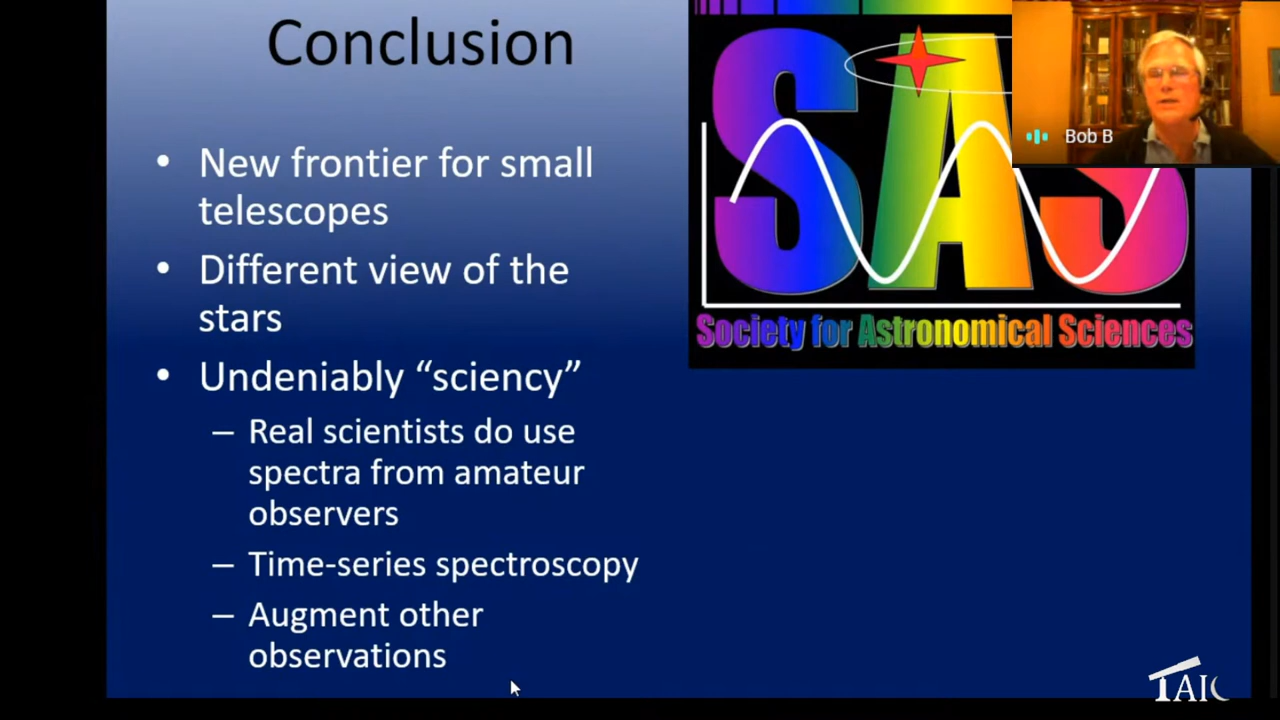 Conclusion
• New frontier for small
telescopes
• Different view of the
stars
• Undeniably “sciency”
– Real scientists do use
spectra from amateur
observers
– Time-series spectroscopy
– Augment other
observations
SAS
Society for Astronomical Sciences
Bob B
TAIC